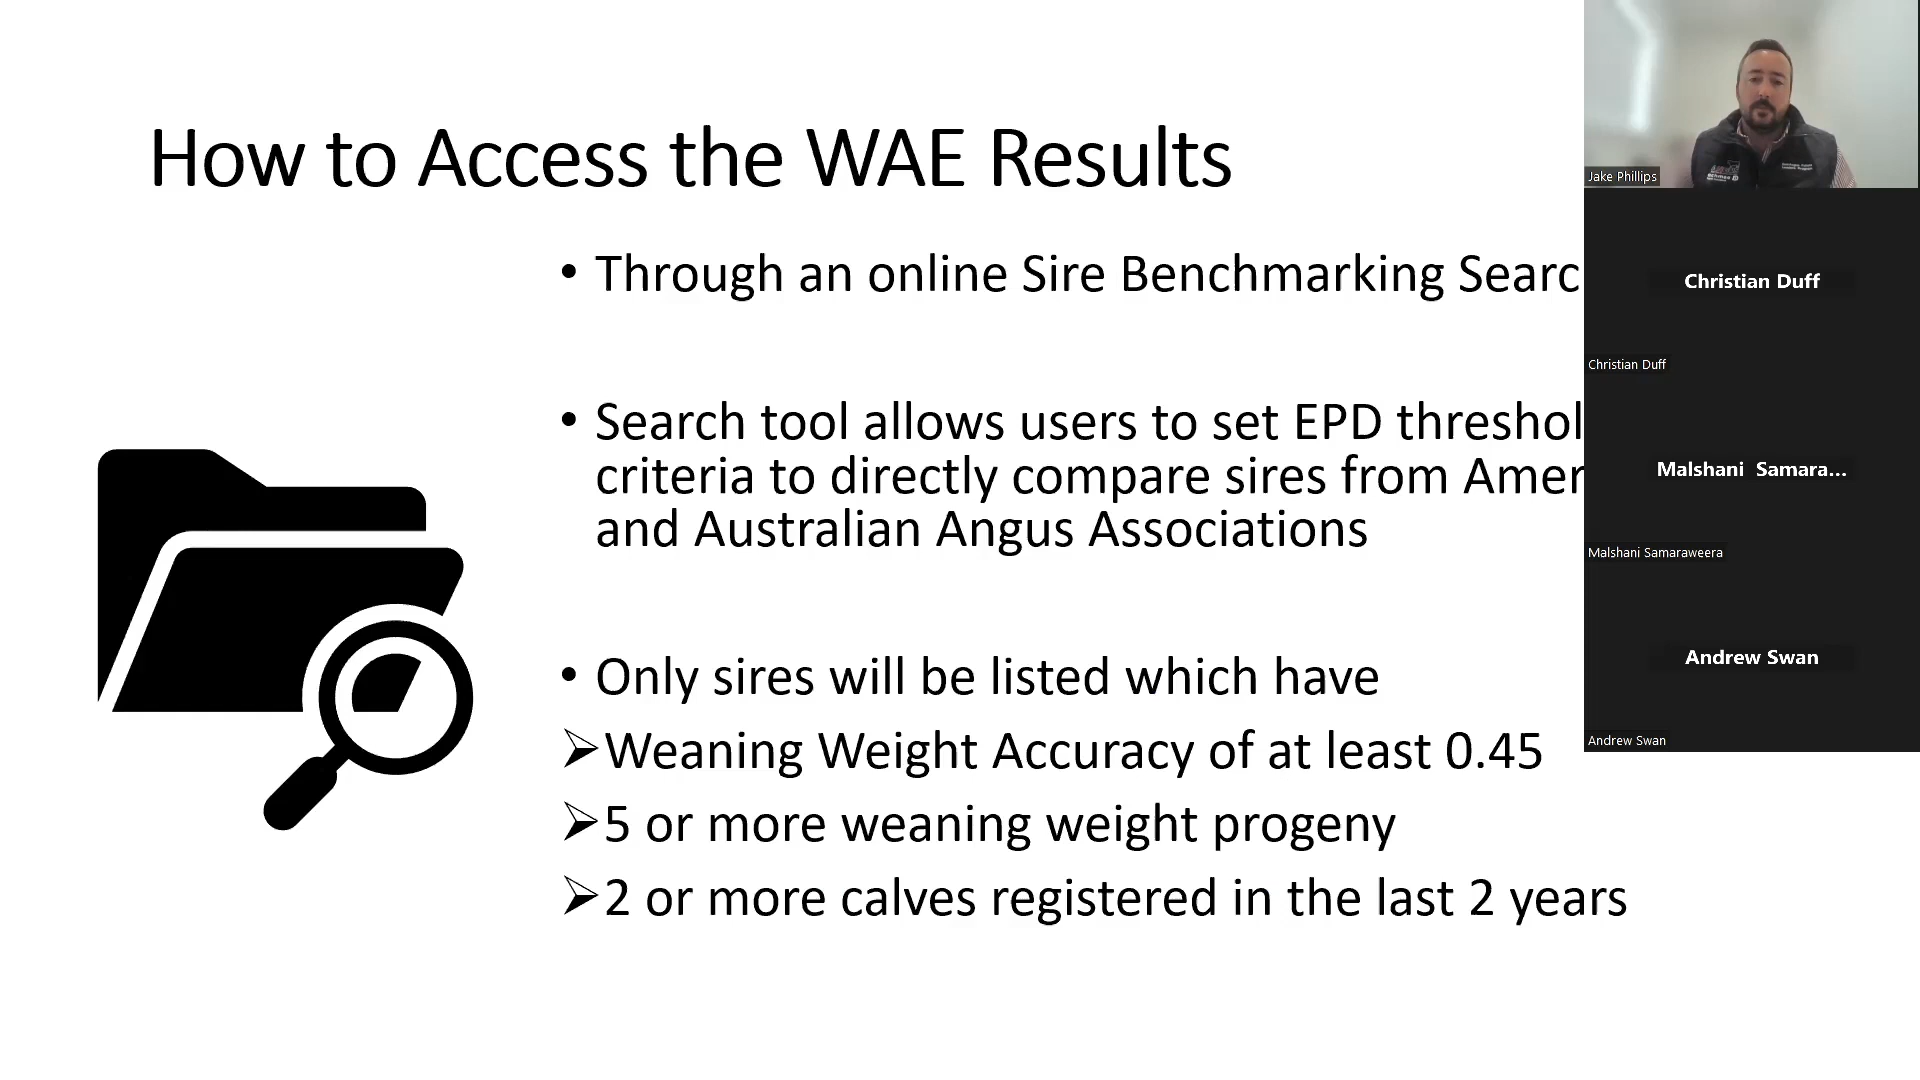 How to Access the WAE Results
• Through an online Sire Benchmarking Searc
• Search tool allows users to set EPD threshol
criteria to directly compare sires from Amer
and Australian Angus Associations
• Only sires will be listed which have
➢Weaning Weight Accuracy of at least 0.45
➢5 or more weaning weight progeny
➢2 or more calves registered in the last 2 years
Jake Phillips
Christian Duff
Christian Duff
Malshani Samara...
Malshani Samaraweera
Andrew Swan
Andrew Swan